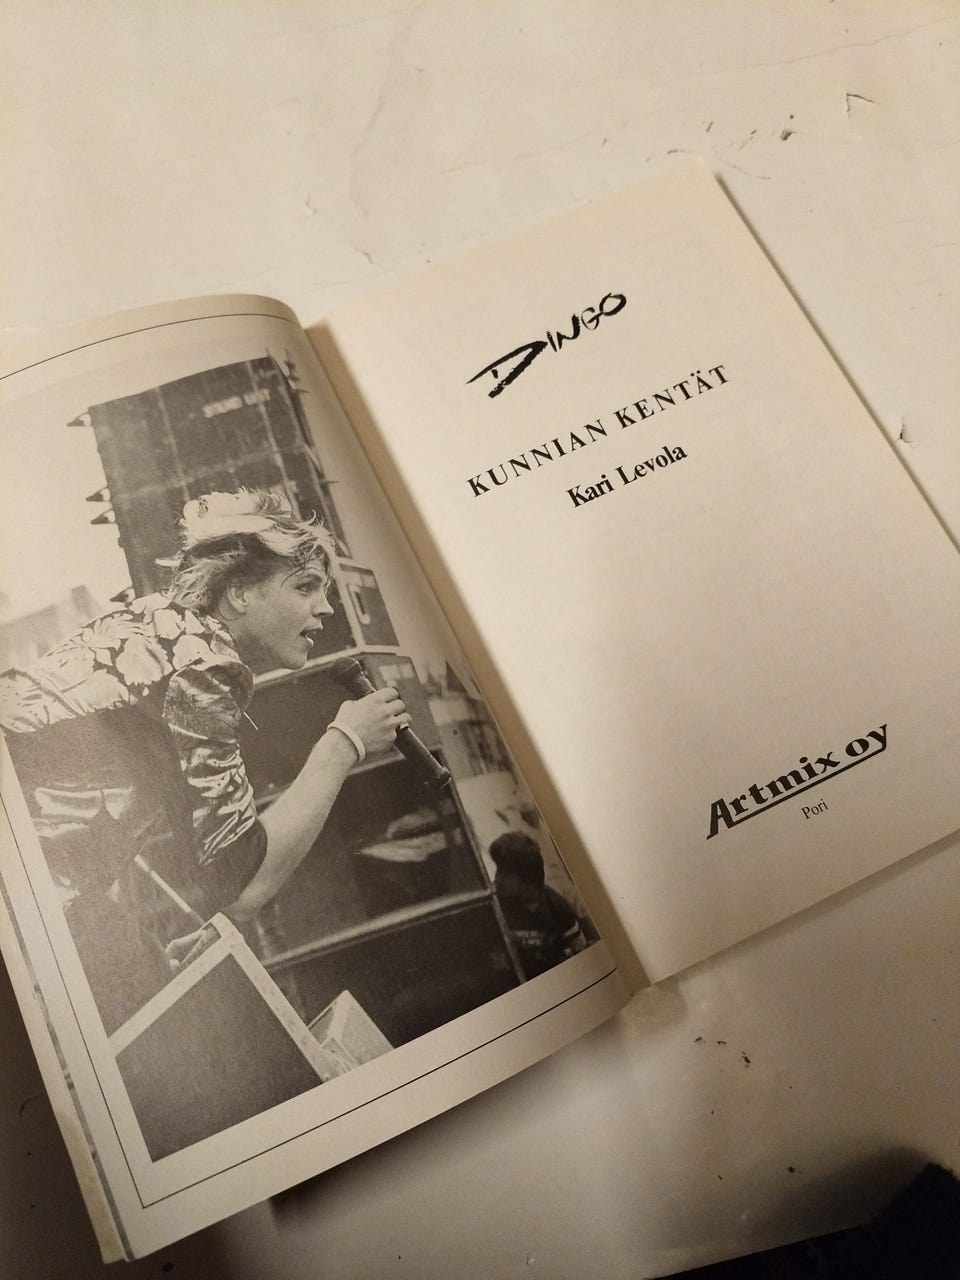 DINGO
KUNNIAN KENTÄT
Kari Levola
Artmix oy
Pori